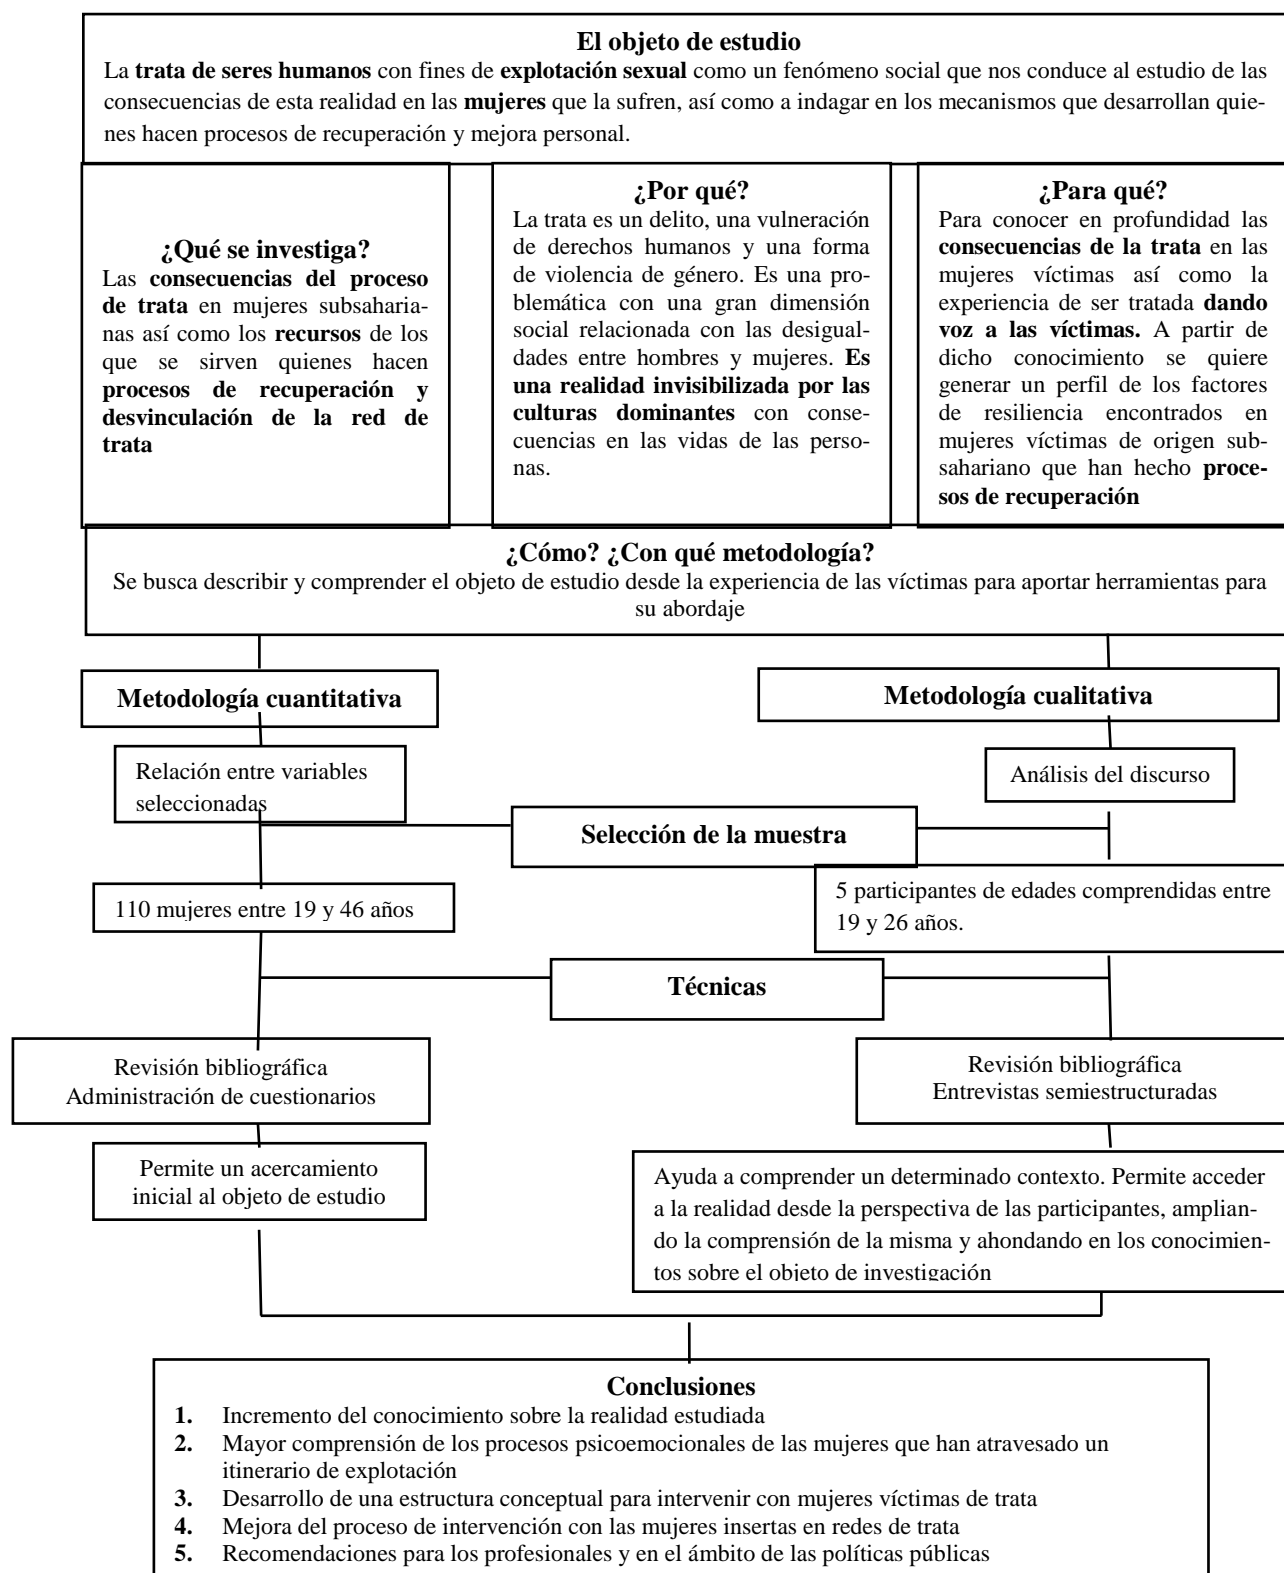 El objeto de estudio
La trata de seres humanos con fines de explotación sexual como un fenómeno social que nos conduce al estudio de las
consecuencias de esta realidad en las mujeres que la sufren, así como a indagar en los mecanismos que desarrollan quie-
nes hacen procesos de recuperación y mejora personal.
¿Qué se investiga?
Las consecuencias del proceso
de trata en mujeres subsaharia-
nas así como los recursos de los
que se sirven quienes hacen
procesos de recuperación y
desvinculación de la red de
trata
¿Por qué?
La trata es un delito, una vulneración
de derechos humanos y una forma
de violencia de género. Es una pro-
blemática con una gran dimensión
social relacionada con las desigual-
dades entre hombres y mujeres. Es
una realidad invisibilizada por las
culturas dominantes con conse-
cuencias en las vidas de las perso-
nas.
¿Para qué?
Para conocer en profundidad las
consecuencias de la trata en las
mujeres víctimas así como la
experiencia de ser tratada dando
voz a las víctimas. A partir de
dicho conocimiento se quiere
generar un perfil de los factores
de resiliencia encontrados en
mujeres víctimas de origen sub-
sahariano que han hecho proce-
sos de recuperación
¿Cómo? ¿Con qué metodología?
Se busca describir y comprender el objeto de estudio desde la experiencia de las víctimas para aportar herramientas para
su abordaje
Metodología cuantitativa
Metodología cualitativa
Relación entre variables
seleccionadas
Análisis del discurso
Selección de la muestra
110 mujeres entre 19 y 46 años
5 participantes de edades comprendidas entre
19 y 26 años.
Técnicas
Revisión bibliográfica
Administración de cuestionarios
Revisión bibliográfica
Entrevistas semiestructuradas
Permite un acercamiento
inicial al objeto de estudio
Ayuda a comprender un determinado contexto. Permite acceder
a la realidad desde la perspectiva de las participantes, amplian-
do la comprensión de la misma y ahondando en los conocimien-
tos sobre el objeto de investigación
Conclusiones
1. Incremento del conocimiento sobre la realidad estudiada
2. Mayor comprensión de los procesos psicoemocionales de las mujeres que han atravesado un
itinerario de explotación
3. Desarrollo de una estructura conceptual para intervenir con mujeres víctimas de trata
4. Mejora del proceso de intervención con las mujeres insertas en redes de trata
5. Recomendaciones para los profesionales y en el ámbito de las políticas públicas